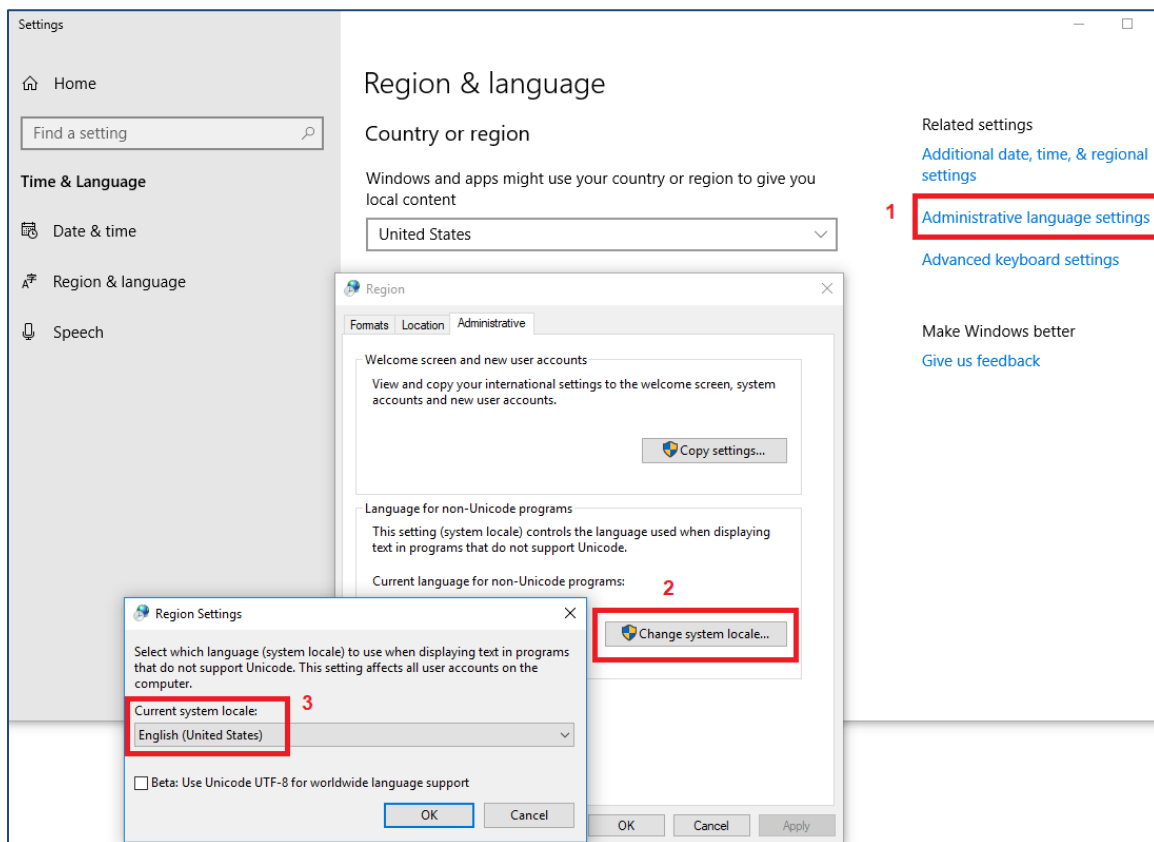 Settings
Home
Find a setting
Time & Language
Date & time
Region & language
Speech
Region & language
Country or region
Windows and apps might use your country or region to give you
local content
United States
Related settings
Additional date, time, & regional
settings
1
Administrative language settings
Advanced keyboard settings
Make Windows better
Give us feedback
Region
Formats
Location
Administrative
Welcome screen and new user accounts
View and copy your international settings to the welcome screen, system
accounts and new user accounts.
Copy settings...
Language for non-Unicode programs
This setting (system locale) controls the language used when displaying
text in programs that do not support Unicode.
Current language for non-Unicode programs:
2
Change system locale...
OK
Cancel
Apply
Region Settings
Select which language (system locale) to use when displaying text in programs
that do not support Unicode. This setting affects all user accounts on the
computer.
Current system locale:
3
English (United States)
Beta: Use Unicode UTF-8 for worldwide language support
OK
Cancel